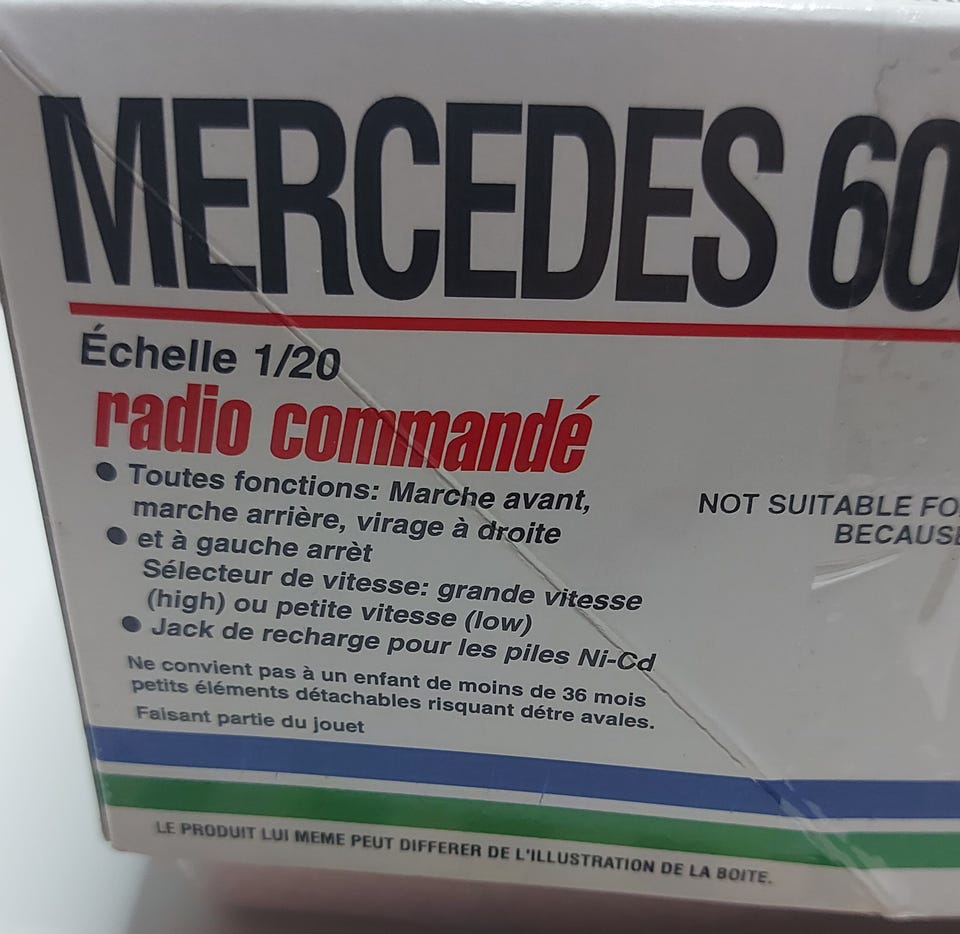 MERCEDES 60
Échelle 1/20
radio commandé
● Toutes fonctions: Marche avant,
marche arrière, virage à droite
● et à gauche arrèt
Sélecteur de vitesse: grande vitesse
(high) ou petite vitesse (low)
● Jack de recharge pour les piles Ni-Cd
Ne convient pas à un enfant de moins de 36 mois
petits éléments détachables risquant détre avales.
Faisant partie du jouet
NOT SUITABLE FO
BECAUSE
LE PRODUIT LUI MEME PEUT DIFFERER DE L'ILLUSTRATION DE LA BOITE.